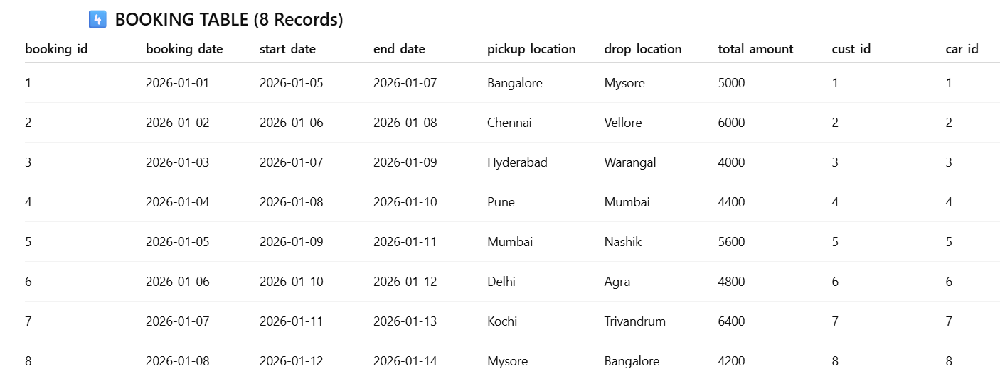 4️⃣ BOOKING TABLE (8 Records)
booking_id booking_date start_date end_date pickup_location drop_location total_amount cust_id car_id
1 2026-01-01 2026-01-05 2026-01-07 Bangalore Mysore 5000 1 1
2 2026-01-02 2026-01-06 2026-01-08 Chennai Vellore 6000 2 2
3 2026-01-03 2026-01-07 2026-01-09 Hyderabad Warangal 4000 3 3
4 2026-01-04 2026-01-08 2026-01-10 Pune Mumbai 4400 4 4
5 2026-01-05 2026-01-09 2026-01-11 Mumbai Nashik 5600 5 5
6 2026-01-06 2026-01-10 2026-01-12 Delhi Agra 4800 6 6
7 2026-01-07 2026-01-11 2026-01-13 Kochi Trivandrum 6400 7 7
8 2026-01-08 2026-01-12 2026-01-14 Mysore Bangalore 4200 8 8